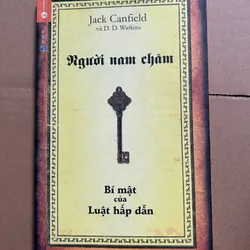 Jack Canfield
và D. D. Watkins
Người nam châm
Bí mật
của
Luật hấp dẫn